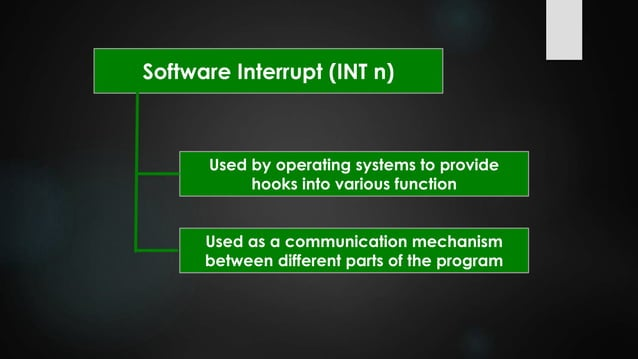 Software Interrupt (INT n)
Used by operating systems to provide
hooks into various function
Used as a communication mechanism
between different parts of the program